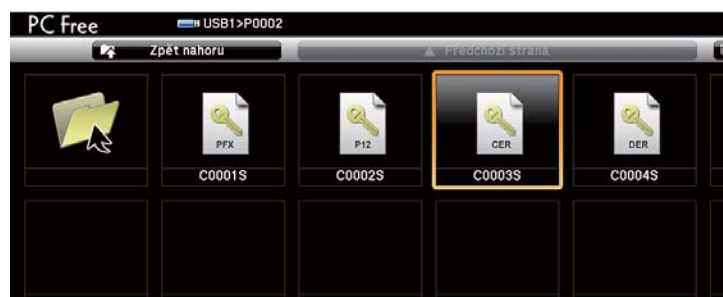 PC Free USB1>P0002
Zpět nahoru Předchozí strana
PFX P12 CER DER
C0001S C0002S C0003S C0004S